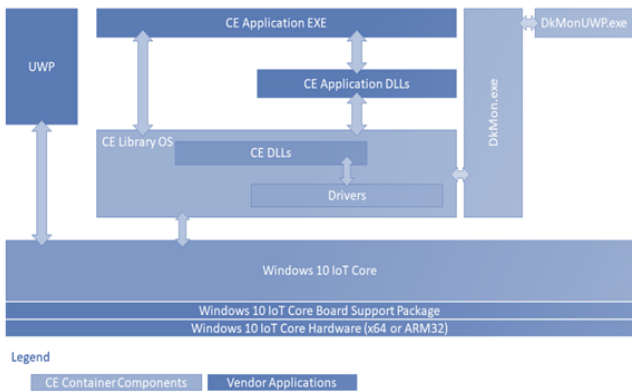 CE Application EXE
DkMonUWP.exe
UWP
CE Application DLLs
DkMon.exe
CE Library OS
CE DLLs
Drivers
Windows 10 IoT Core
Windows 10 IoT Core Board Support Package
Windows 10 IoT Core Hardware (x64 or ARM32)
Legend
CE Container Components
Vendor Applications